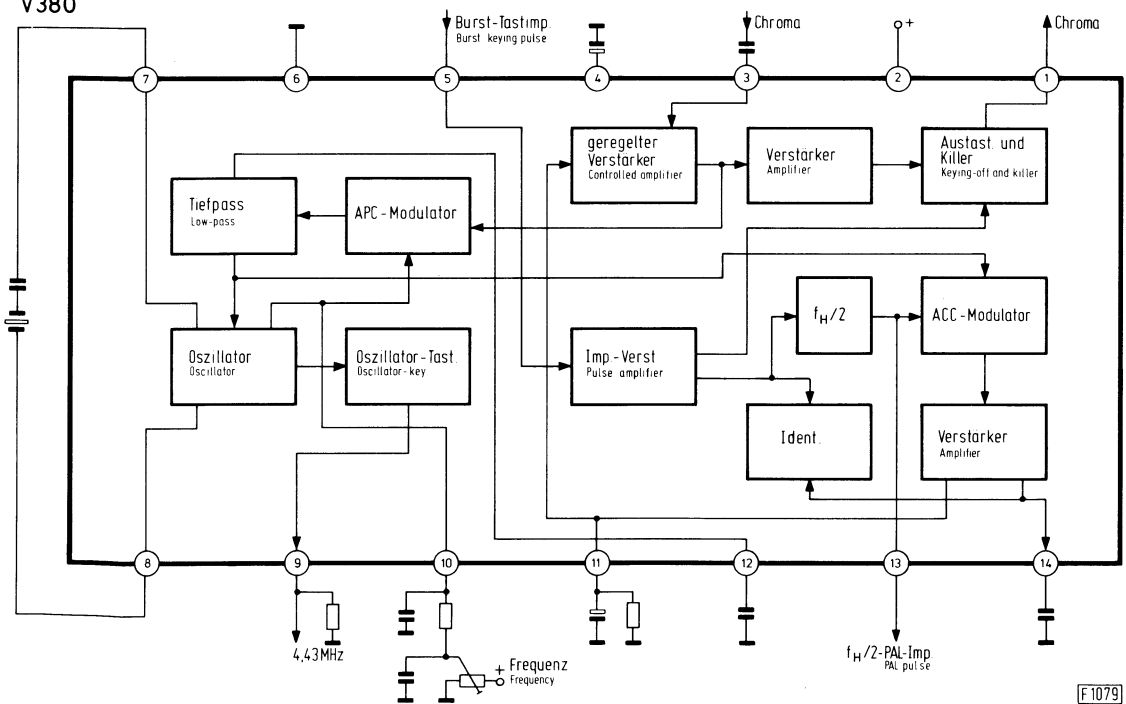 V380
Burst-Tastimp.
Burst keying pulse
Chroma
+
Chroma
7
6
5
4
3
2
1
geregelter
Verstärker
Controlled amplifier
Verstärker
Amplifier
Austast. und
Killer
Keying-off and killer
Tiefpass
Low-pass
APC-Modulator
fH/2
ACC-Modulator
Oszillator
Oscillator
Oszillator-Tast.
Oscillator-key
Imp.-Verst
Pulse amplifier
Ident.
Verstärker
Amplifier
8
9
10
11
12
13
14
4,43MHz
+ Frequenz
Frequency
fH/2-PAL-Imp.
PAL pulse
F1079